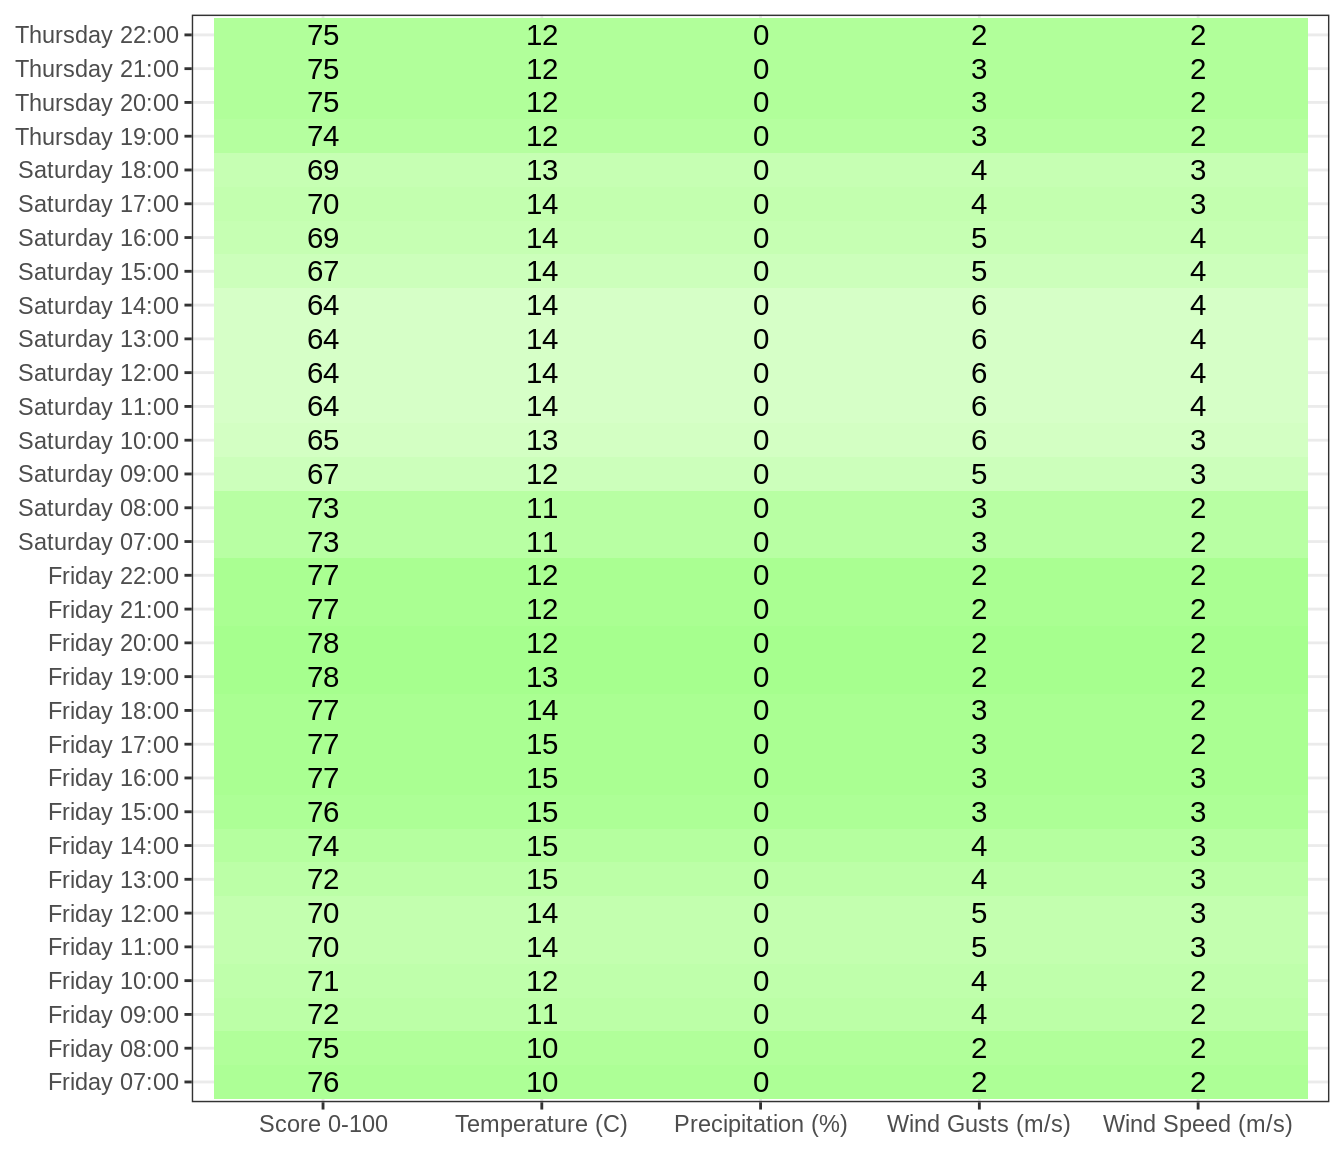 Thursday 22:00 75 12 0 2 2
Thursday 21:00 75 12 0 3 2
Thursday 20:00 75 12 0 3 2
Thursday 19:00 74 12 0 3 2
Saturday 18:00 69 13 0 4 3
Saturday 17:00 70 14 0 4 3
Saturday 16:00 69 14 0 5 4
Saturday 15:00 67 14 0 5 4
Saturday 14:00 64 14 0 6 4
Saturday 13:00 64 14 0 6 4
Saturday 12:00 64 14 0 6 4
Saturday 11:00 64 14 0 6 4
Saturday 10:00 65 13 0 6 3
Saturday 09:00 67 12 0 5 3
Saturday 08:00 73 11 0 3 2
Saturday 07:00 73 11 0 3 2
Friday 22:00 77 12 0 2 2
Friday 21:00 77 12 0 2 2
Friday 20:00 78 12 0 2 2
Friday 19:00 78 13 0 2 2
Friday 18:00 77 14 0 3 2
Friday 17:00 77 15 0 3 2
Friday 16:00 77 15 0 3 3
Friday 15:00 76 15 0 3 3
Friday 14:00 74 15 0 4 3
Friday 13:00 72 15 0 4 3
Friday 12:00 70 14 0 5 3
Friday 11:00 70 14 0 5 3
Friday 10:00 71 12 0 4 2
Friday 09:00 72 11 0 4 2
Friday 08:00 75 10 0 2 2
Friday 07:00 76 10 0 2 2
Score 0-100 Temperature (C) Precipitation (%) Wind Gusts (m/s) Wind Speed (m/s)